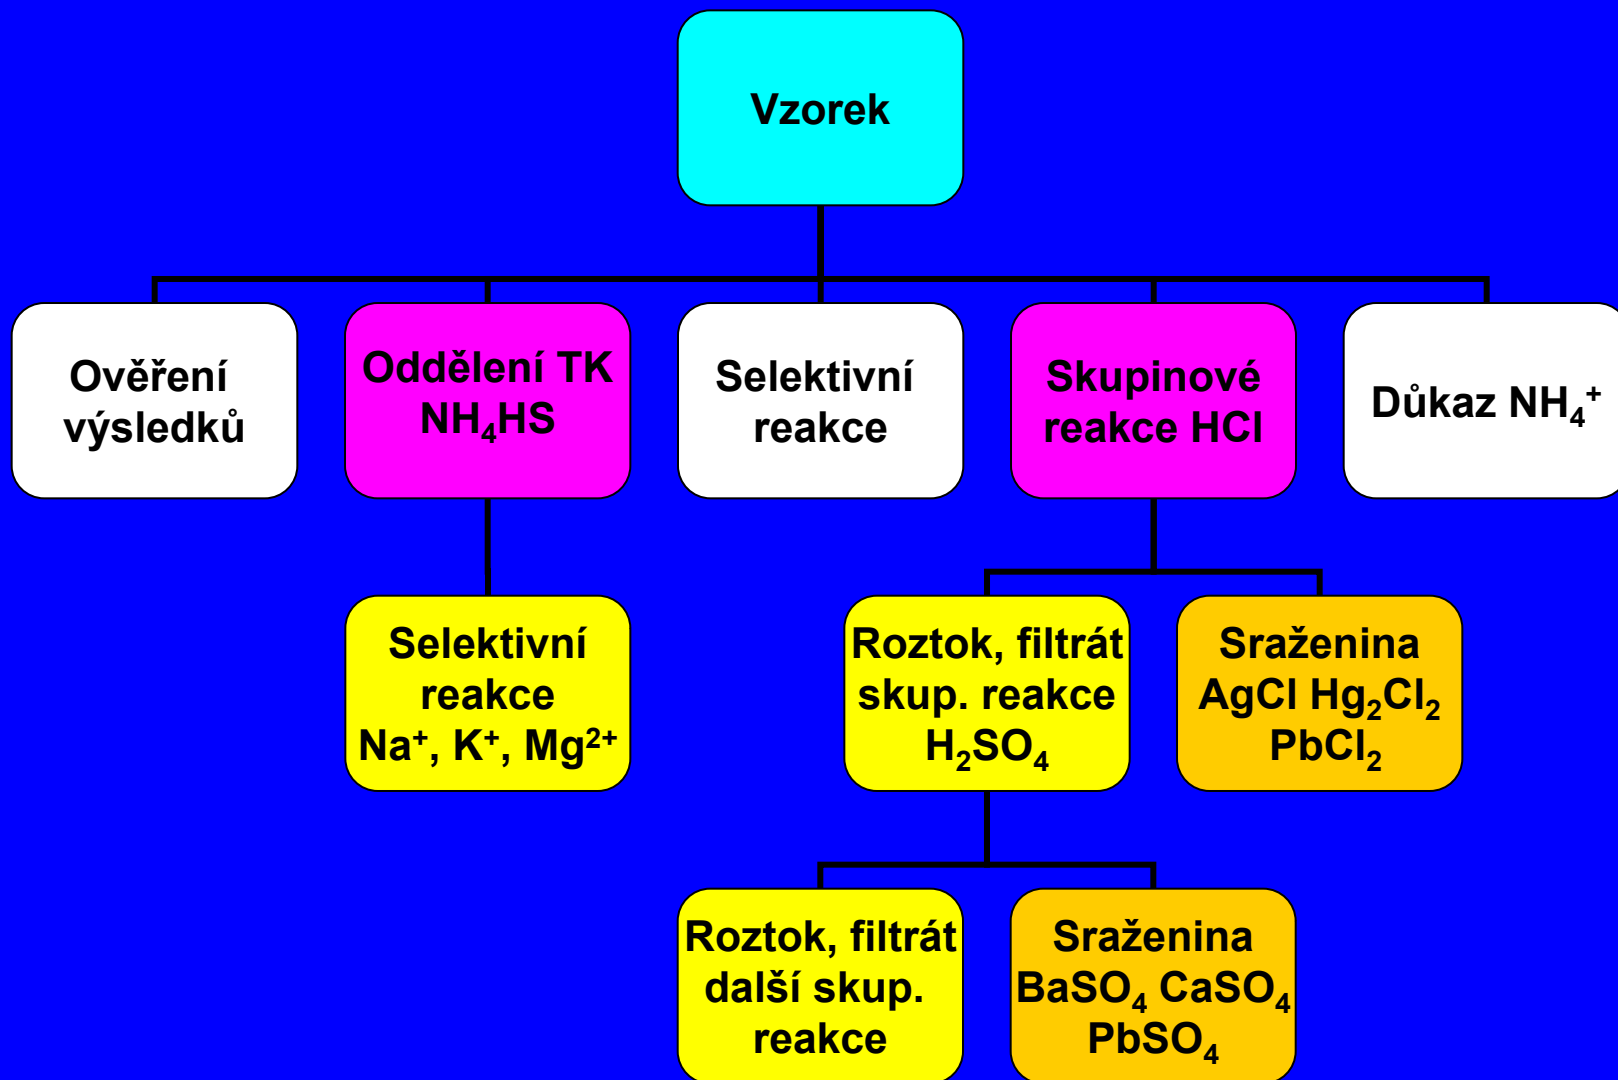 Vzorek
Ověření
výsledků
Oddělení TK
NH₄HS
Selektivní
reakce
Skupinové
reakce HCl
Důkaz NH₄⁺
Selektivní
reakce
Na⁺, K⁺, Mg²⁺
Roztok, filtrát
skup. reakce
H₂SO₄
Sraženina
AgCl Hg₂Cl₂
PbCl₂
Roztok, filtrát
další skup.
reakce
Sraženina
BaSO₄ CaSO₄
PbSO₄